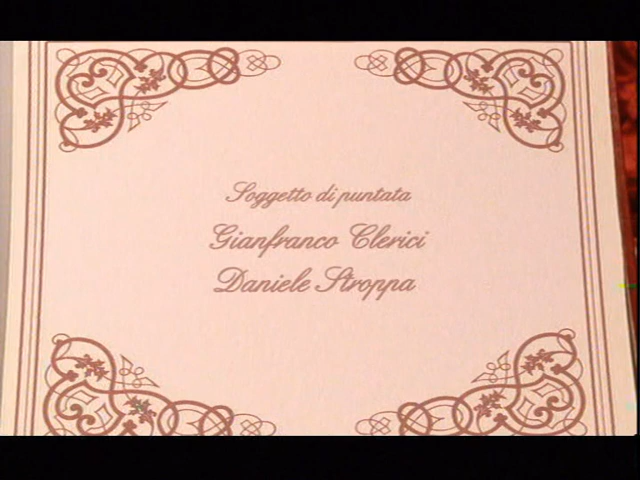 Soggetto di puntata
Gianfranco Clerici
Daniele Stroppa